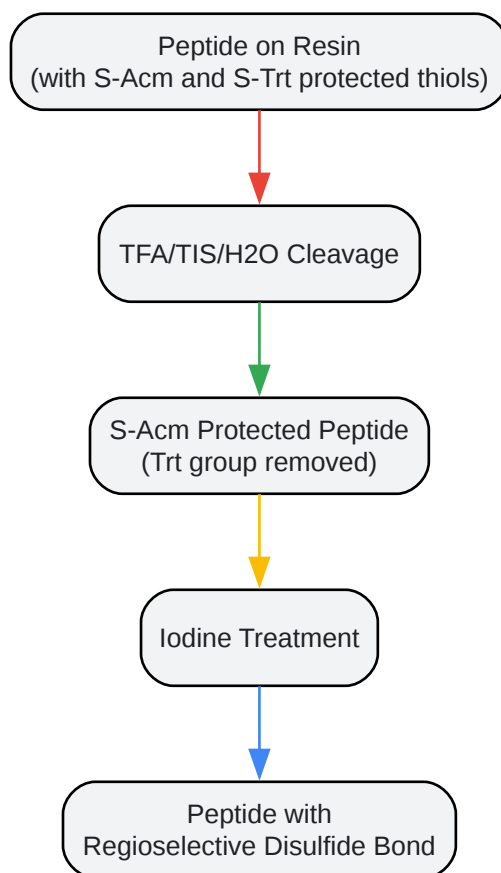 Peptide on Resin
(with S-Acm and S-Trt protected thiols)
TFA/TIS/H2O Cleavage
S-Acm Protected Peptide
(Trt group removed)
Iodine Treatment
Peptide with
Regioselective Disulfide Bond